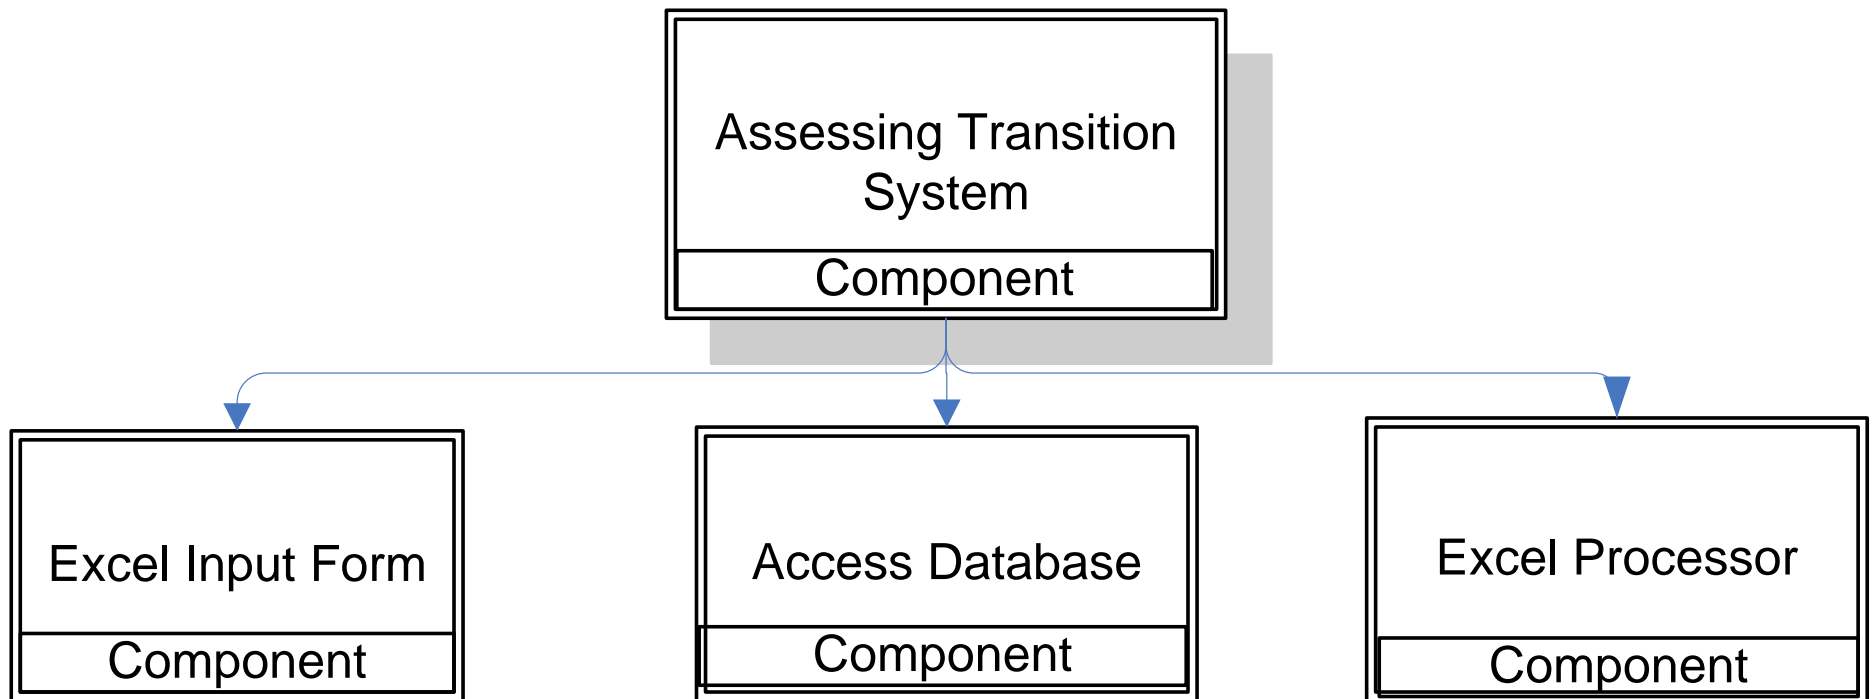 Assessing Transition
System
Component
Excel Input Form
Component
Access Database
Component
Excel Processor
Component